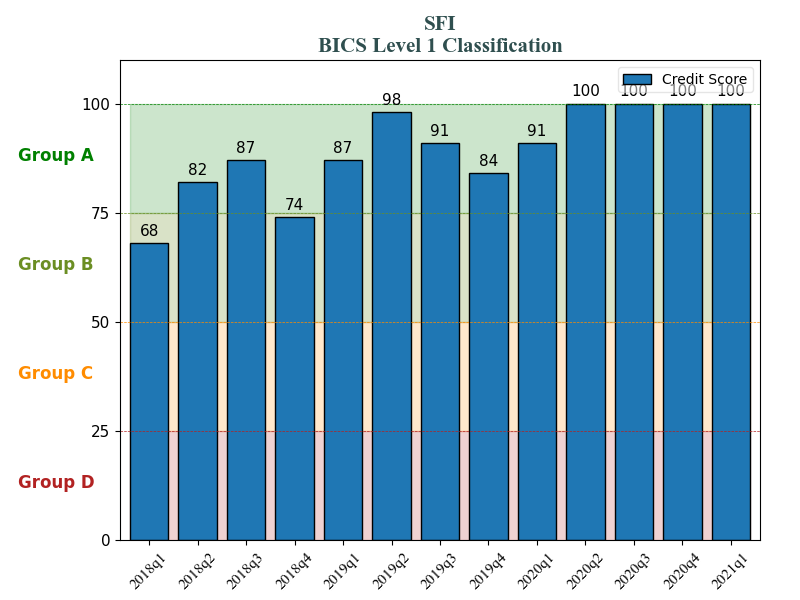 SFI
BICS Level 1 Classification
Credit Score
100
75
50
25
0
Group A
Group B
Group C
Group D
68
82
87
74
87
98
91
84
91
100
100
100
100
2018q1
2018q2
2018q3
2018q4
2019q1
2019q2
2019q3
2019q4
2020q1
2020q2
2020q3
2020q4
2021q1